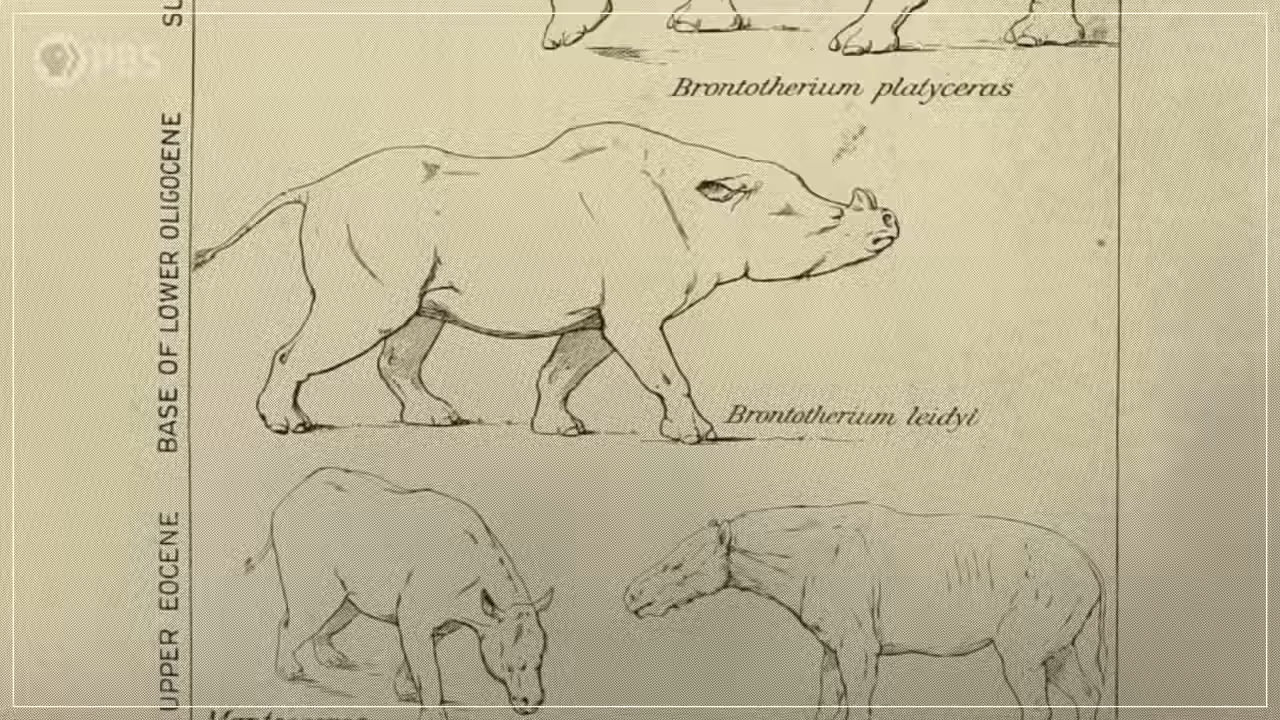 PBS
Brontotherium platyceras
BASE OF LOWER OLIGOCENE
Brontotherium leidyi
UPPER EOCENE